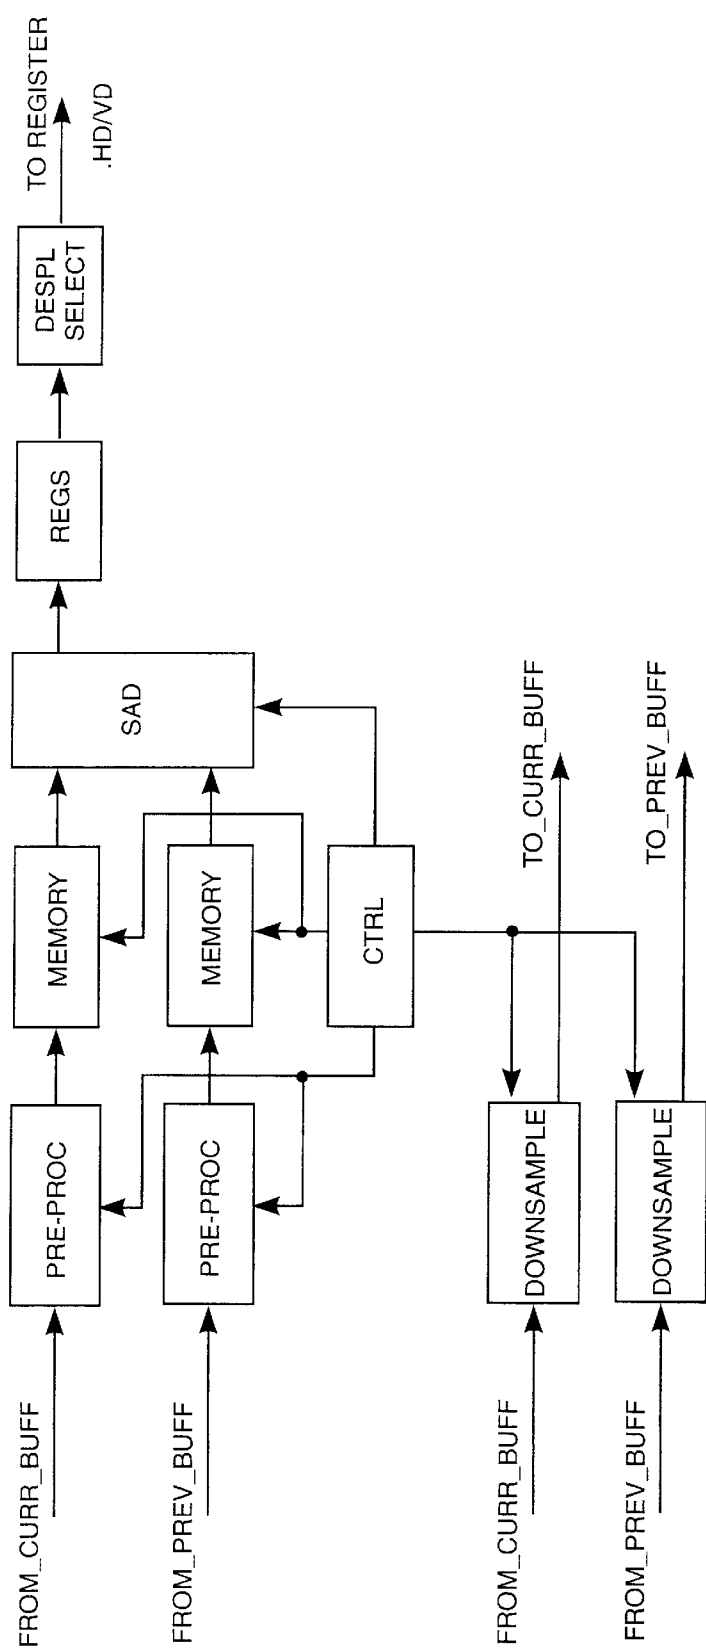 FROM_CURR_BUFF
PRE-PROC
MEMORY
SAD
REGS
DESPL
SELECT
TO REGISTER
.HD/VD
FROM_PREV_BUFF
PRE-PROC
MEMORY
CTRL
FROM_CURR_BUFF
DOWNSAMPLE
TO_CURR_BUFF
FROM_PREV_BUFF
DOWNSAMPLE
TO_PREV_BUFF